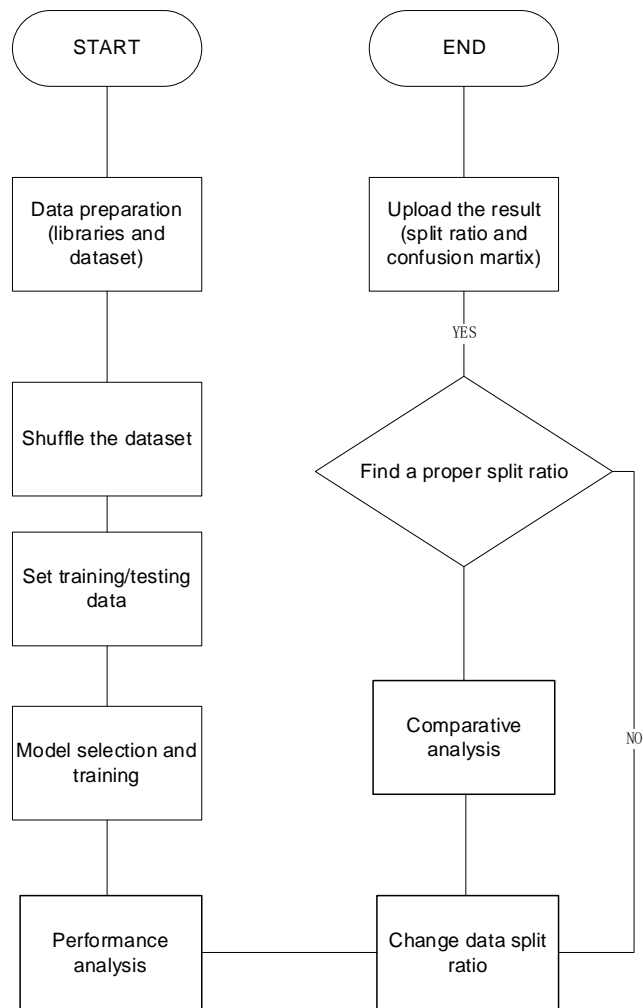 START
Data preparation
(libraries and
dataset)
Shuffle the dataset
Set training/testing
data
Model selection and
training
Performance
analysis
END
Upload the result
(split ratio and
confusion martix)
YES
Find a proper split ratio
Comparative
analysis
NO
Change data split
ratio